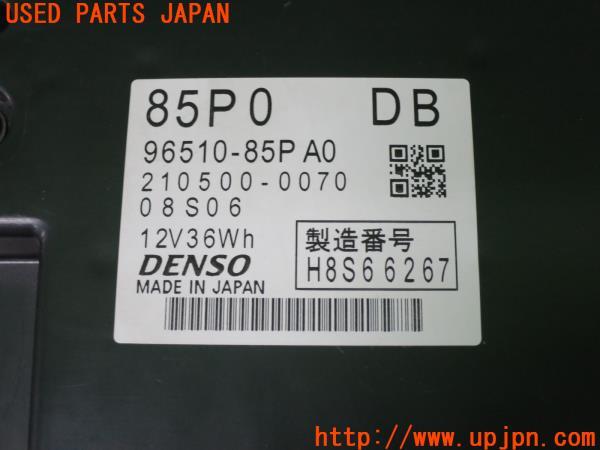 USED PARTS JAPAN
85P0 DB
96510-85PA0
210500-0070
08S06
12V36Wh
DENSO
MADE IN JAPAN
製造番号
H8S66267
http://www.upjpn.com/